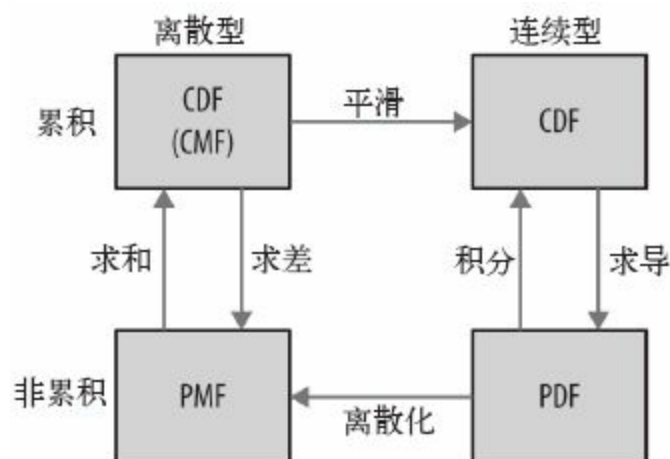 离散型
连续型
累积
CDF
(CMF)
平滑
CDF
求和
求差
积分
求导
非累积
PMF
离散化
PDF